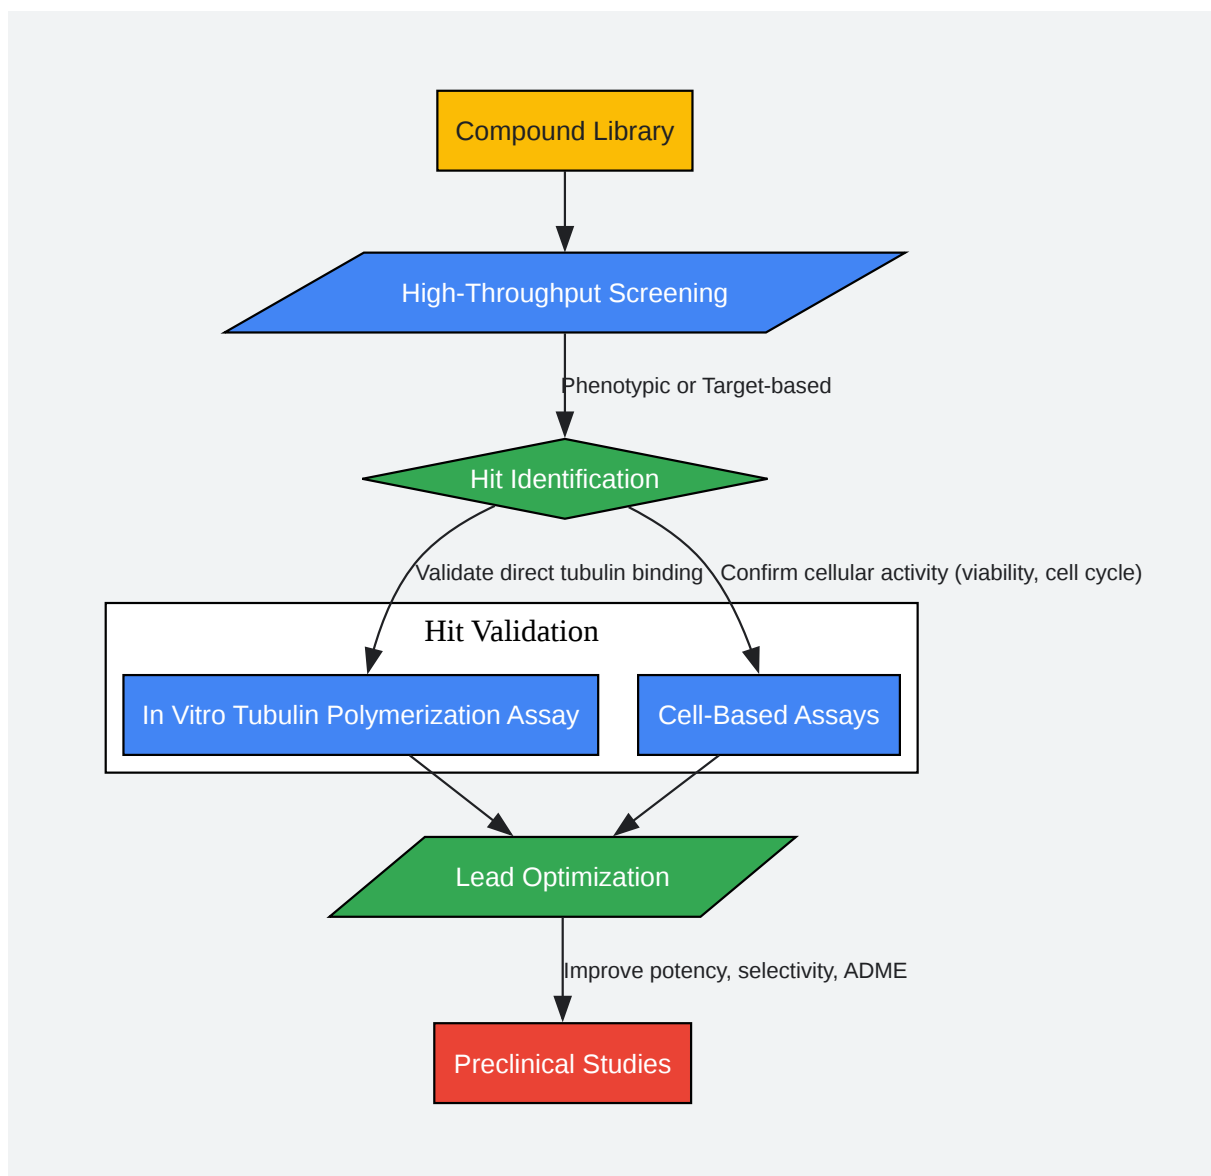 Compound Library
High-Throughput Screening
Phenotypic or Target-based
Hit Identification
Validate direct tubulin binding
Confirm cellular activity (viability, cell cycle)
Hit Validation
In Vitro Tubulin Polymerization Assay
Cell-Based Assays
Lead Optimization
Improve potency, selectivity, ADME
Preclinical Studies